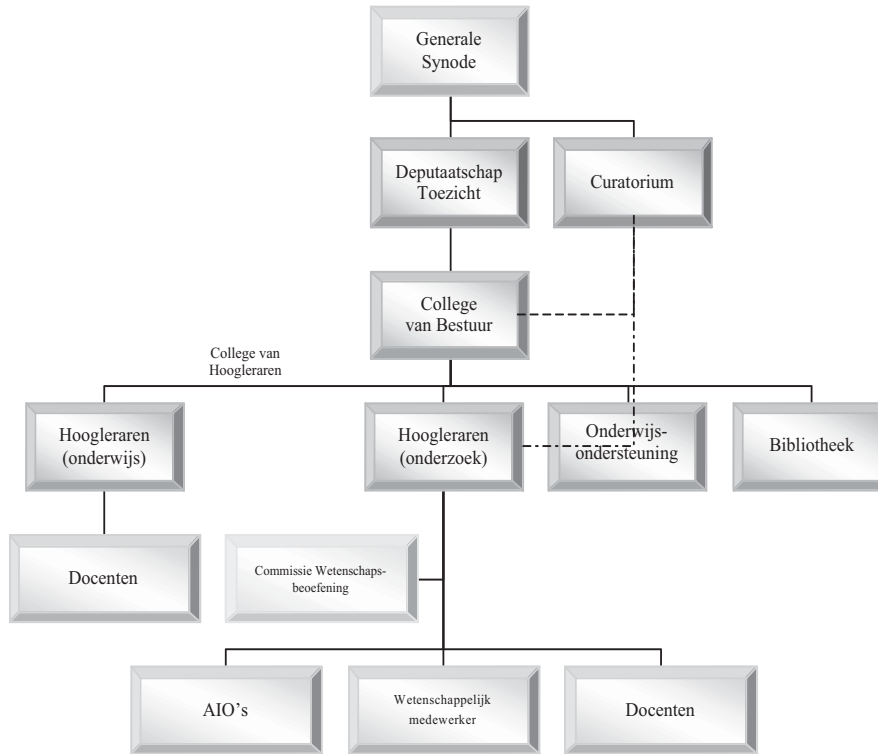 Generale
Synode
Deputaatschap
Toezicht
Curatorium
College
van Bestuur
College van
Hoogleraren
Hoogleraren
(onderwijs)
Hoogleraren
(onderzoek)
Onderwijs-
ondersteuning
Bibliotheek
Docenten
Commissie Wetenschaps-
beoefening
AIO’s
Wetenschappelijk
medewerker
Docenten